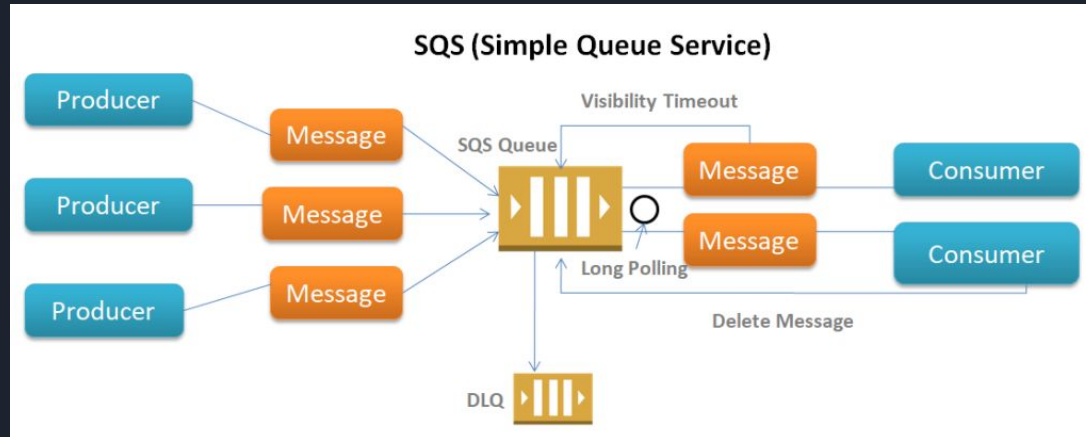 SQS (Simple Queue Service)
Producer
Message
Visibility Timeout
SQS Queue
Message
Consumer
Producer
Message
Message
Consumer
Long Polling
Producer
Message
Delete Message
DLQ